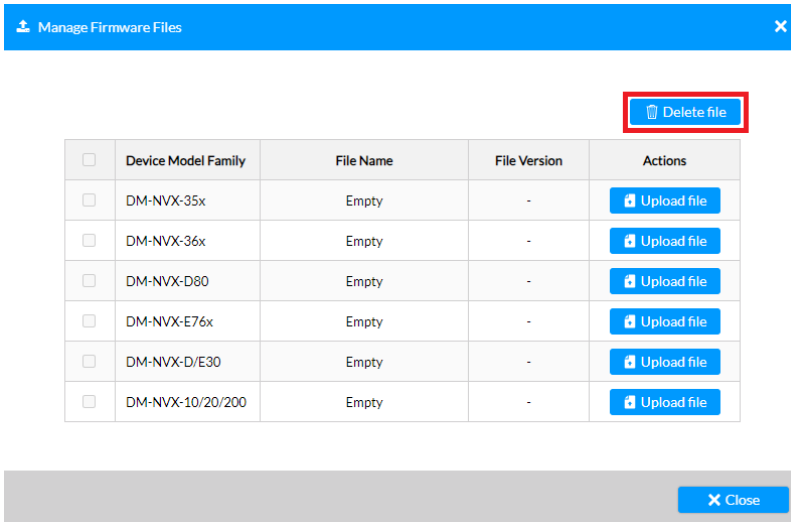 Manage Firmware Files
Delete file
Device Model Family File Name File Version Actions
DM-NVX-35x Empty - Upload file
DM-NVX-36x Empty - Upload file
DM-NVX-D80 Empty - Upload file
DM-NVX-E76x Empty - Upload file
DM-NVX-D/E30 Empty - Upload file
DM-NVX-10/20/200 Empty - Upload file
Close